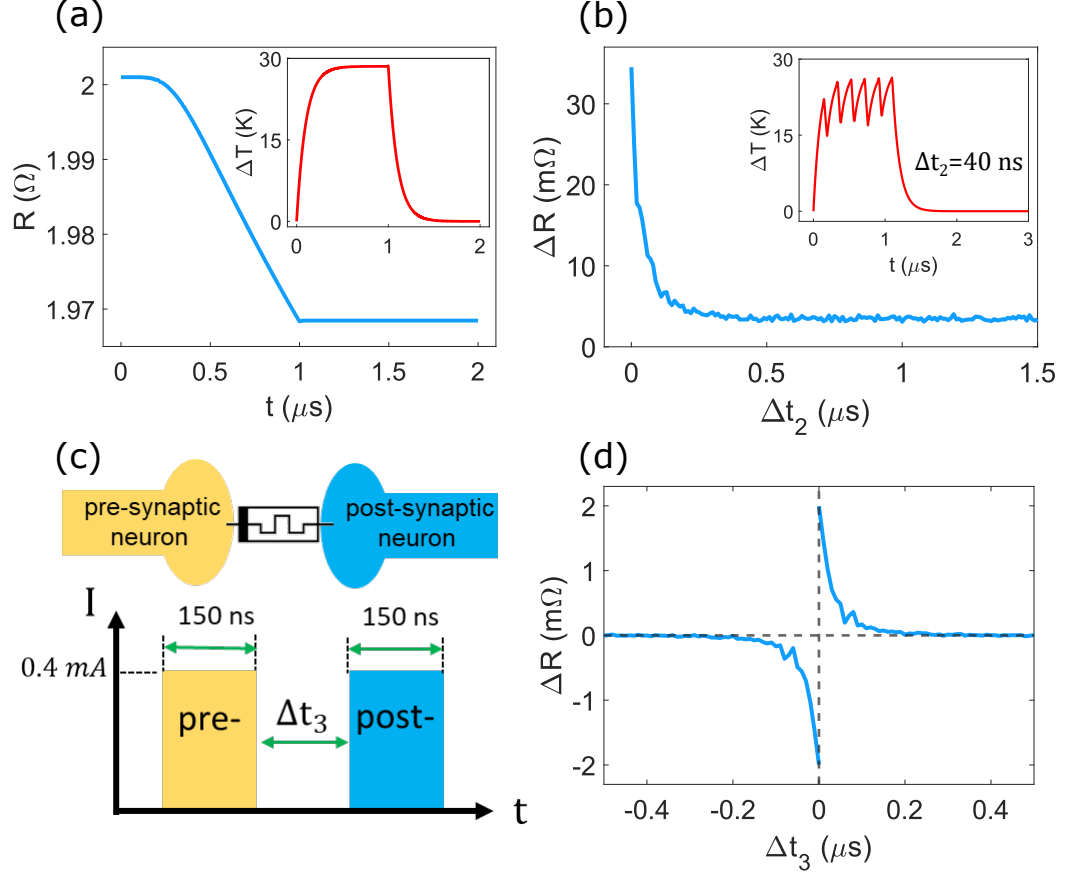 (a)
R (Ω)
2
1.99
1.98
1.97
0
0.5
1
1.5
2
t (μs)
ΔT (K)
30
15
0
0
1
2
(b)
ΔR (mΩ)
30
20
10
0
0
0.5
1
1.5
Δt₂ (μs)
ΔT (K)
30
15
0
0
1
2
3
t (μs)
Δt₂=40 ns
(c)
pre-synaptic
neuron
post-synaptic
neuron
I
150 ns
150 ns
0.4 mA
pre-
Δt₃
post-
t
(d)
ΔR (mΩ)
2
1
0
-1
-2
-0.4
-0.2
0
0.2
0.4
Δt₃ (μs)